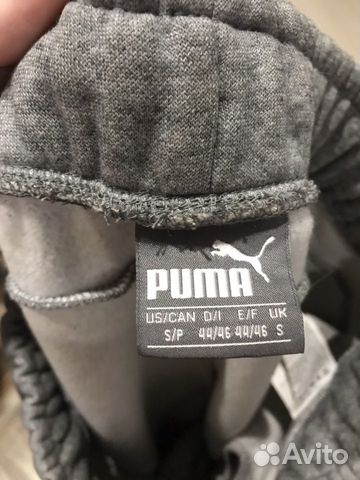 PUMA
US/CAN D/I E/F UK
S/P 44/46 44/46 S
Avito